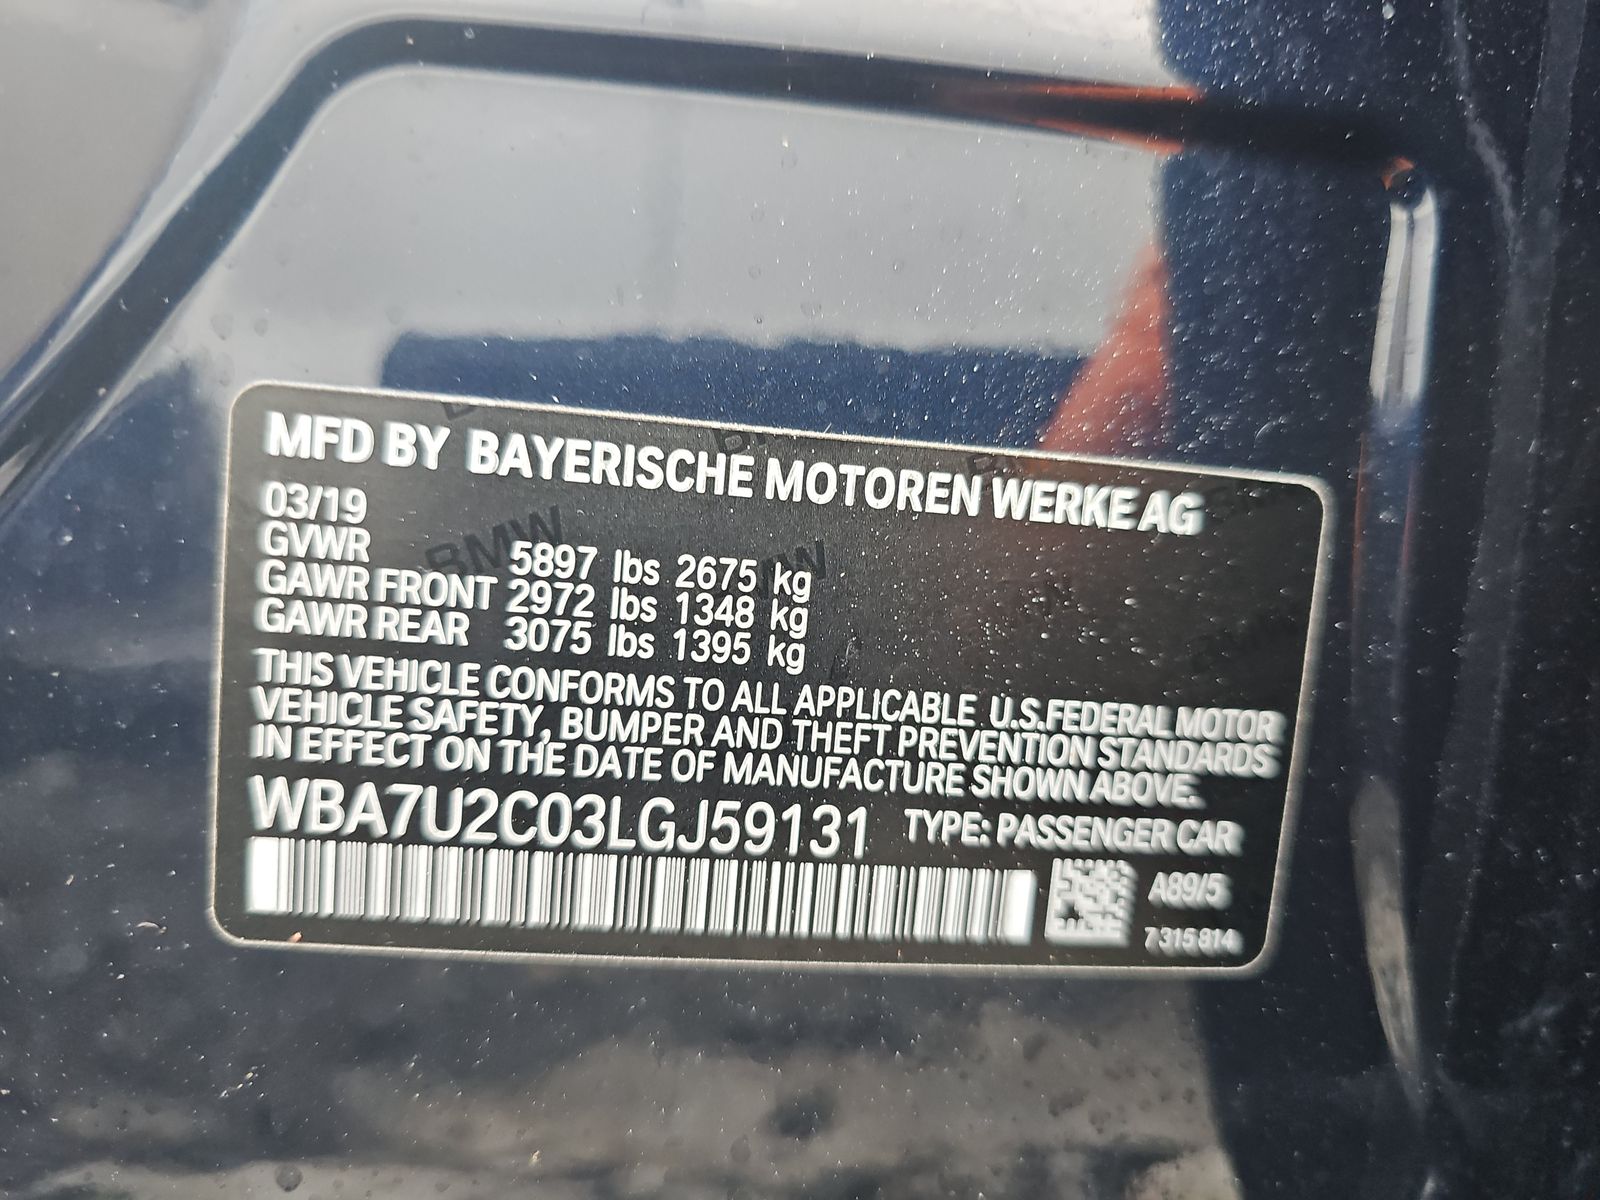 MFD BY BAYERISCHE MOTOREN WERKE AG
03/19
GVWR 5897 lbs 2675 kg
GAWR FRONT 2972 lbs 1348 kg
GAWR REAR 3075 lbs 1395 kg
THIS VEHICLE CONFORMS TO ALL APPLICABLE U.S.FEDERAL MOTOR
VEHICLE SAFETY, BUMPER AND THEFT PREVENTION STANDARDS
IN EFFECT ON THE DATE OF MANUFACTURE SHOWN ABOVE.
WBA7U2C03LGJ59131 TYPE: PASSENGER CAR
A89/5
7315814
BMW
BMW